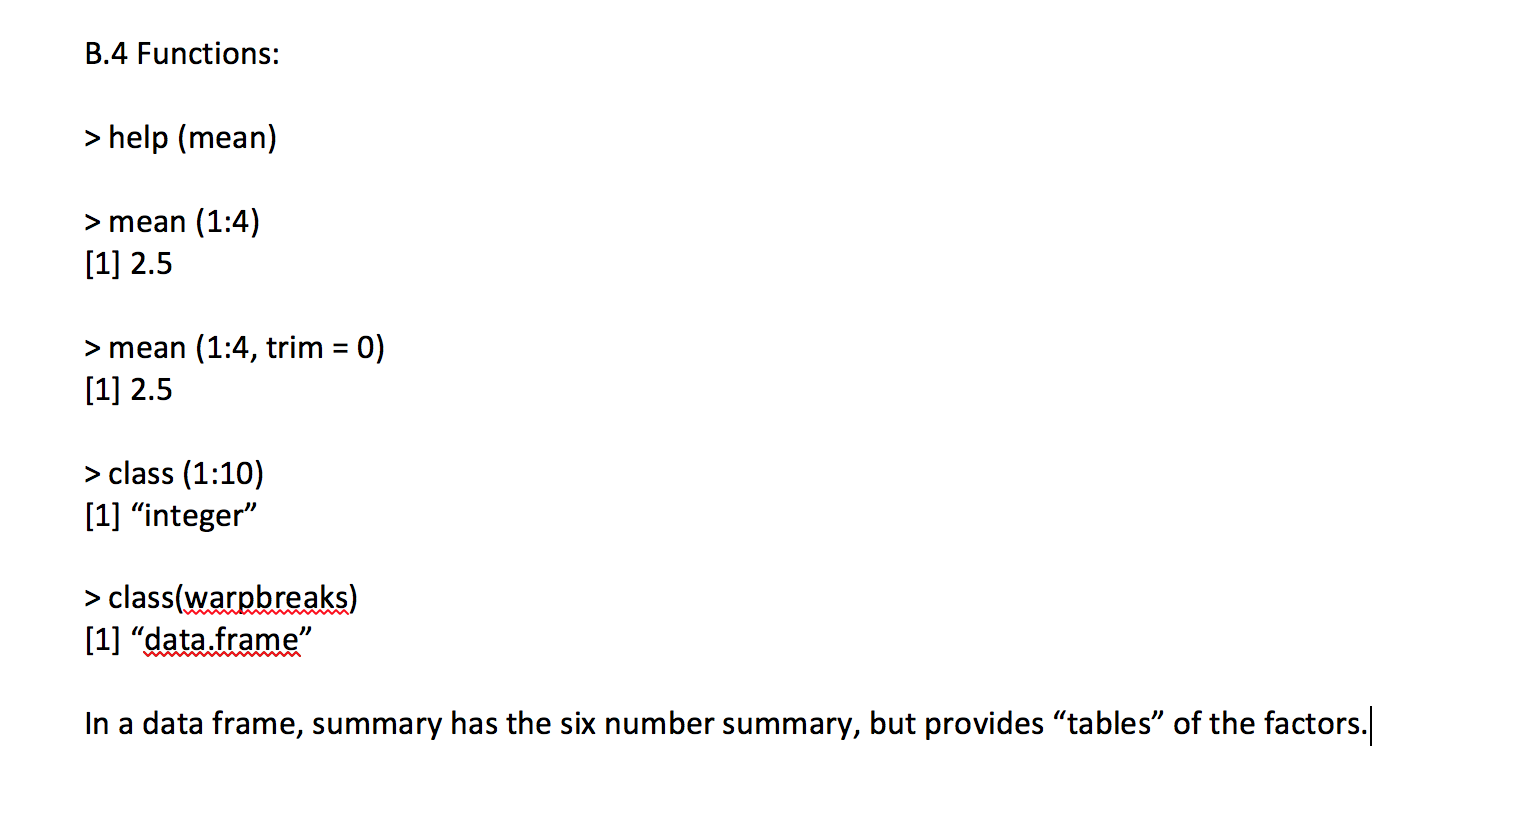 B.4 Functions:
> help (mean)
> mean (1:4)
[1] 2.5
> mean (1:4, trim = 0)
[1] 2.5
> class (1:10)
[1] “integer”
> class(warpbreaks)
[1] “data.frame”
In a data frame, summary has the six number summary, but provides “tables” of the factors.